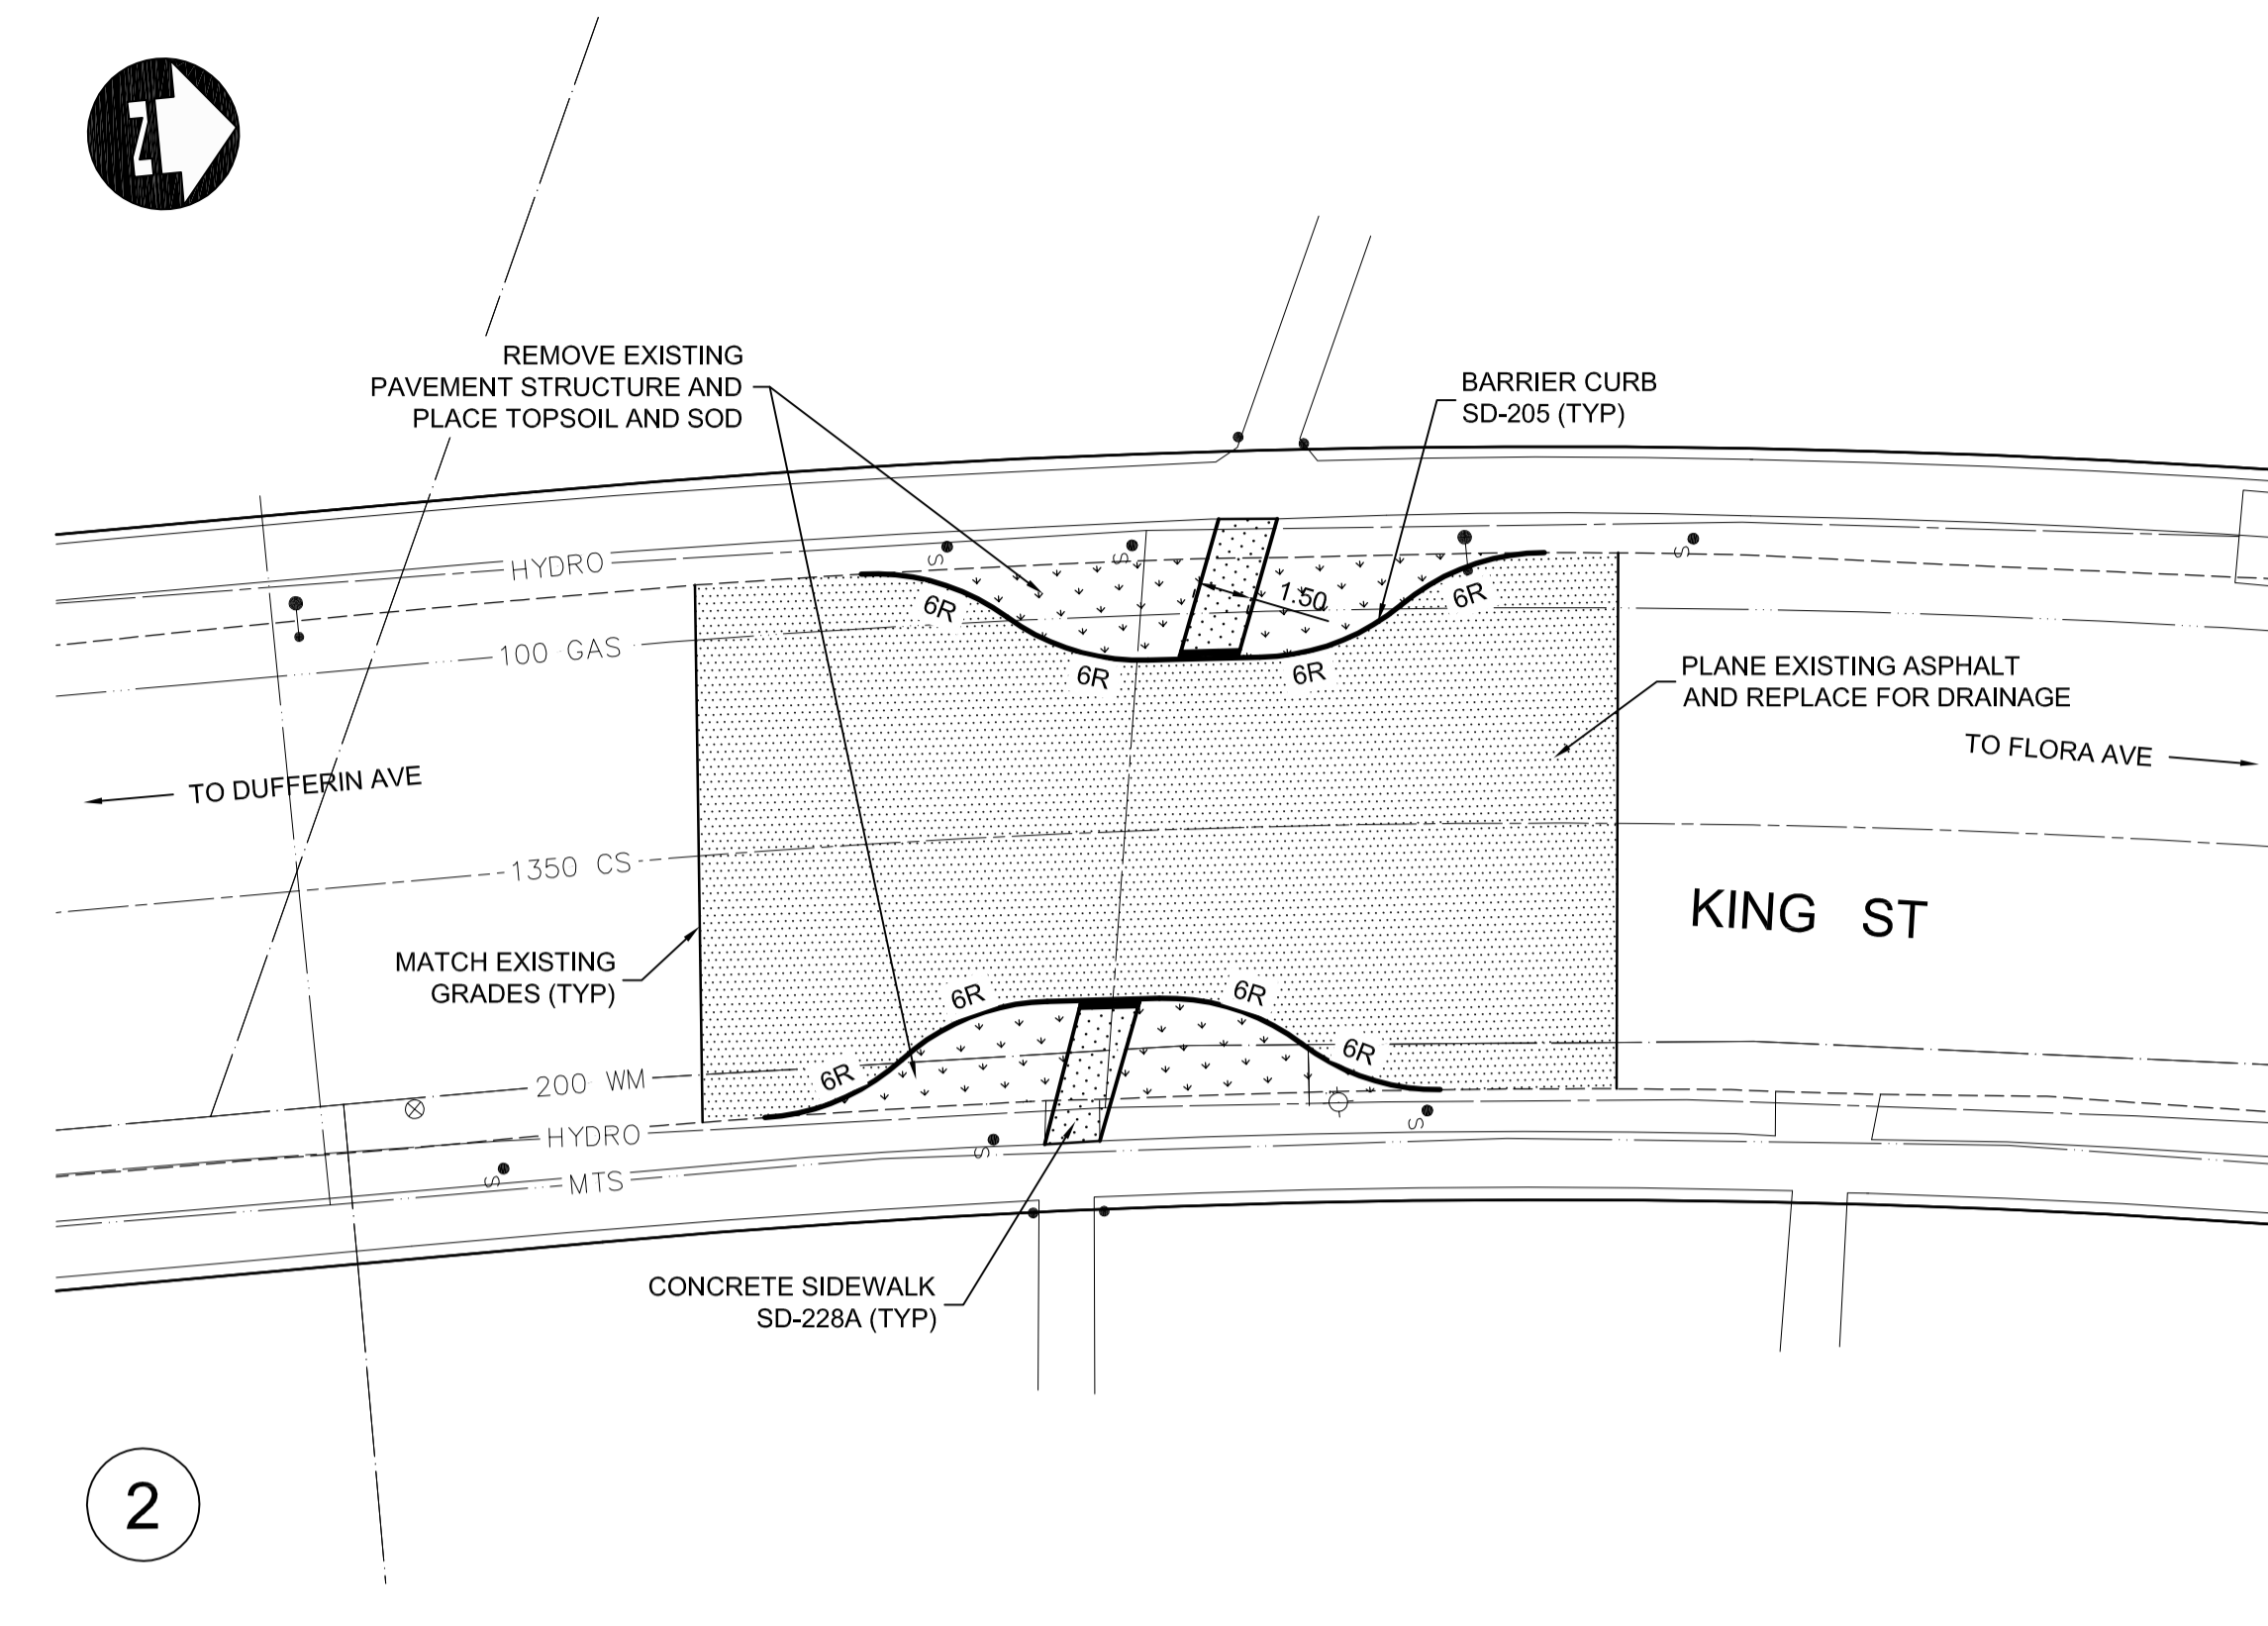 N
REMOVE EXISTING
PAVEMENT STRUCTURE AND
PLACE TOPSOIL AND SOD
BARRIER CURB
SD-205 (TYP)
HYDRO
S
S
S
1.50
6R
6R
6R
6R
100 GAS
PLANE EXISTING ASPHALT
AND REPLACE FOR DRAINAGE
TO FLORA AVE
TO DUFFERIN AVE
1350 CS
KING ST
MATCH EXISTING
GRADES (TYP)
6R
6R
6R
6R
200 WM
HYDRO
MTS
S
S
S
CONCRETE SIDEWALK
SD-228A (TYP)
2